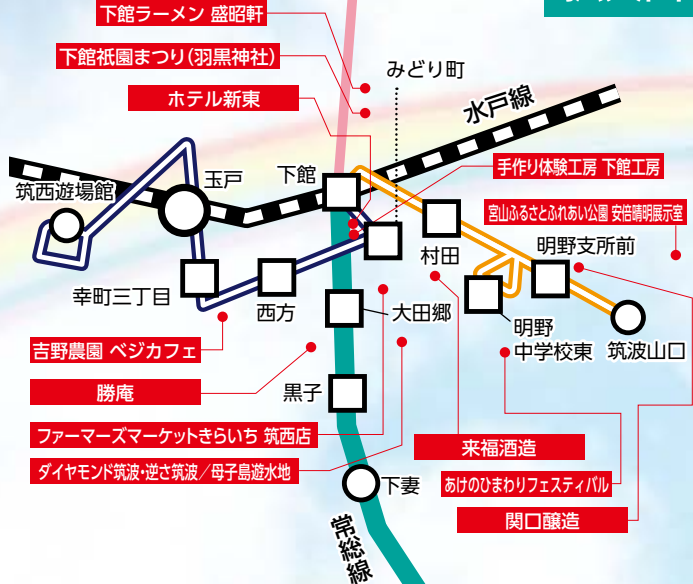 下館ラーメン 盛昭軒
下館祇園まつり(羽黒神社)
みどり町
ホテル新東
水戸線
手作り体験工房 下館工房
筑西遊場館
玉戸
下館
宮山ふるさとふれあい公園 安倍晴明展示室
村田
明野支所前
幸町三丁目
西方
大田郷
明野
中学校東
筑波山口
吉野農園 ベジカフェ
勝庵
黒子
ファーマーズマーケットきらいち 筑西店
来福酒造
ダイヤモンド筑波・逆さ筑波/母子島遊水地
下妻
あけのひまわりフェスティバル
関口醸造
常総線